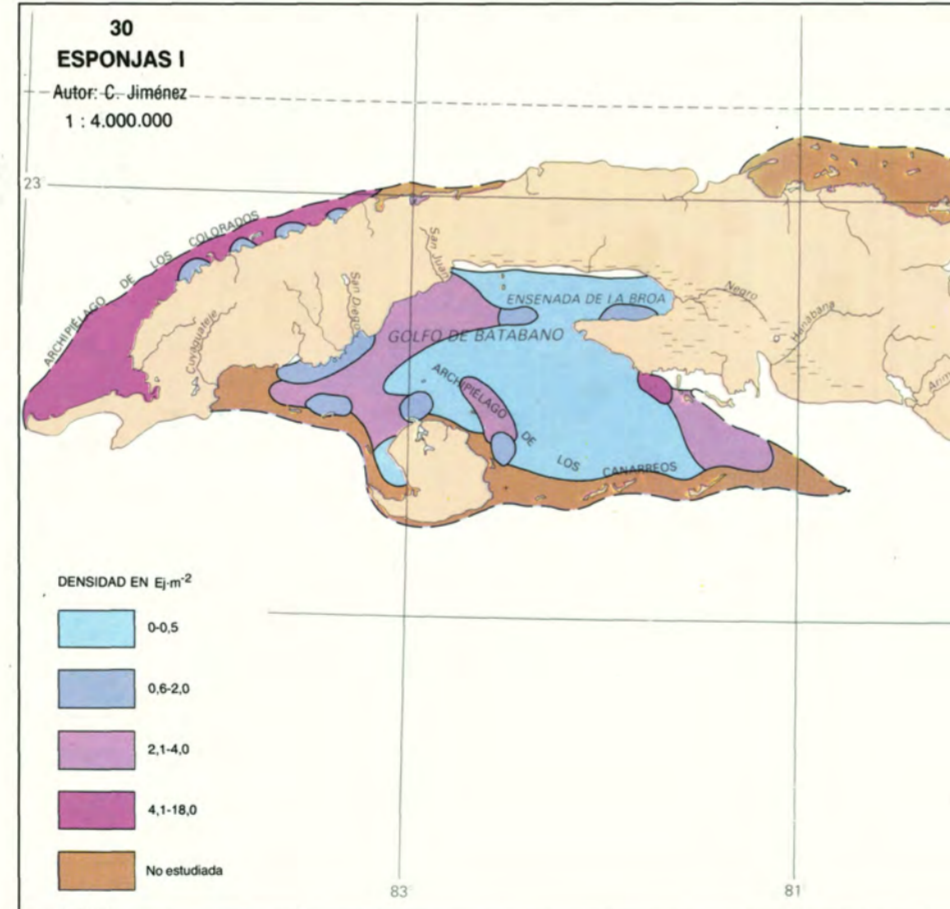 30
ESPONJAS I
Autor: C. Jiménez
1 : 4.000.000
23°
ARCHIPIÉLAGO DE LOS COLORADOS
Cuyaguateje
San Diego
San Juan
ENSENADA DE LA BROA
GOLFO DE BATABANO
Negro
Hanábana
ARCHIPIÉLAGO DE LOS CANARREOS
DENSIDAD EN Ej·m⁻²
0-0,5
0,6-2,0
2,1-4,0
4,1-18,0
No estudiada
83°
81°